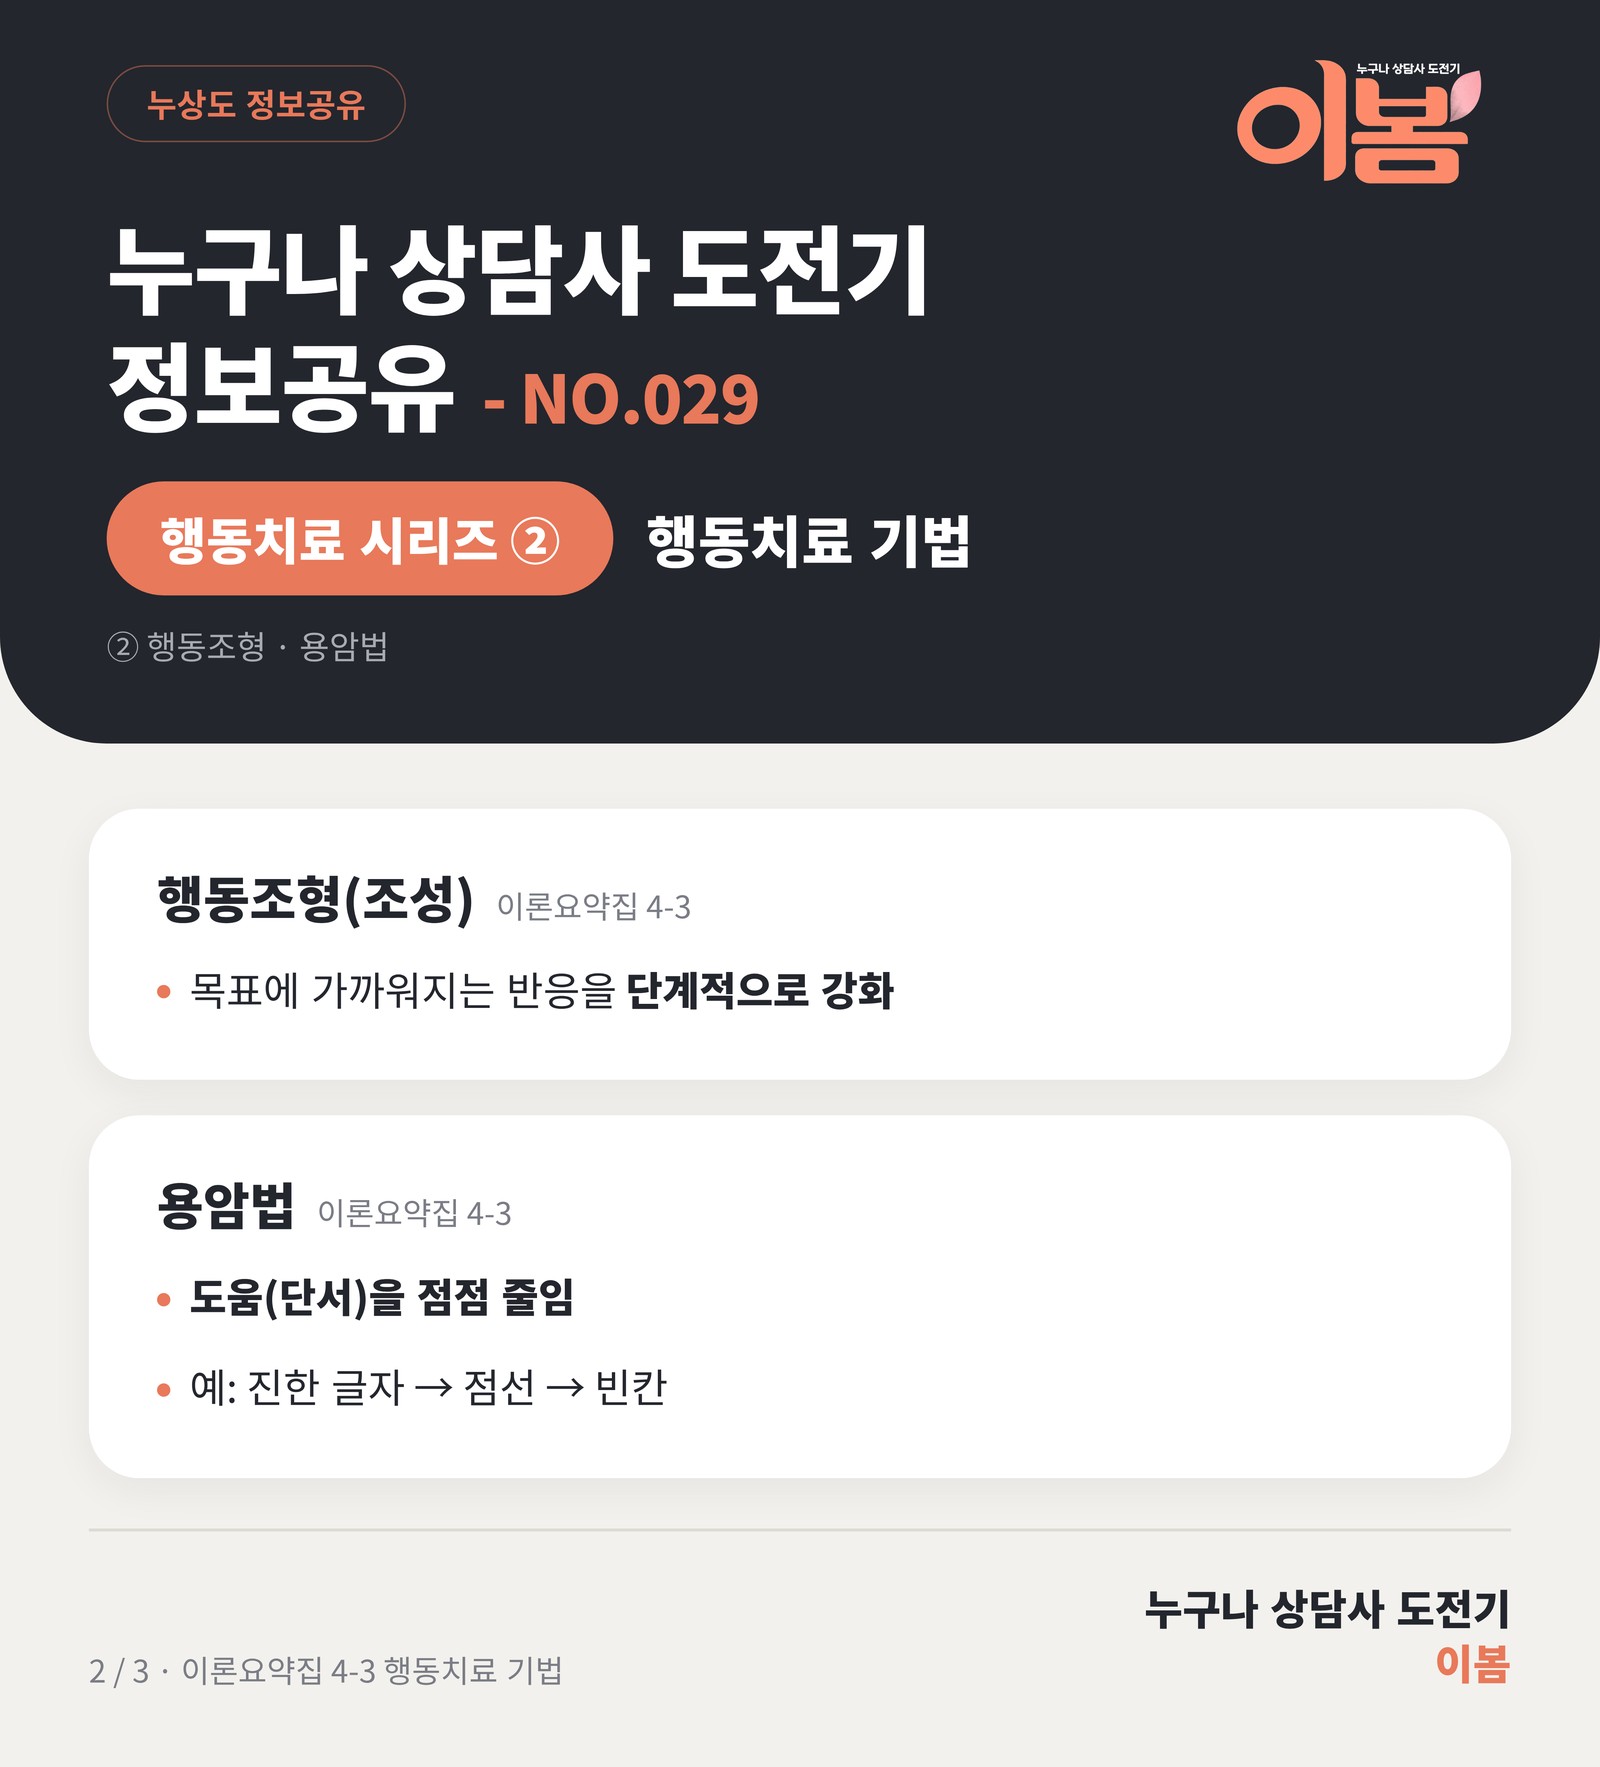 누상도 정보공유
누구나 상담사 도전기
이봄
누구나 상담사 도전기
정보공유 - NO.029
행동치료 시리즈 ② 행동치료 기법
② 행동조형 · 용암법
행동조형(조성) 이론요약집 4-3
• 목표에 가까워지는 반응을 단계적으로 강화
용암법 이론요약집 4-3
• 도움(단서)을 점점 줄임
• 예: 진한 글자 → 점선 → 빈칸
누구나 상담사 도전기
2 / 3 · 이론요약집 4-3 행동치료 기법
이봄